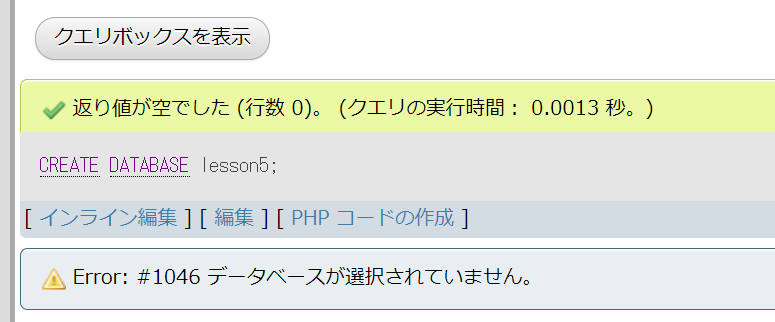 クエリボックスを表示
返り値が空でした (行数 0)。 (クエリの実行時間： 0.0013 秒。)
CREATE DATABASE lesson5;
[ インライン編集 ] [ 編集 ] [ PHP コードの作成 ]
Error: #1046 データベースが選択されていません。